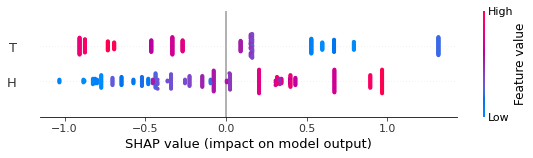 High
T
H
Low
Feature value
−1.0 −0.5 0.0 0.5 1.0
SHAP value (impact on model output)